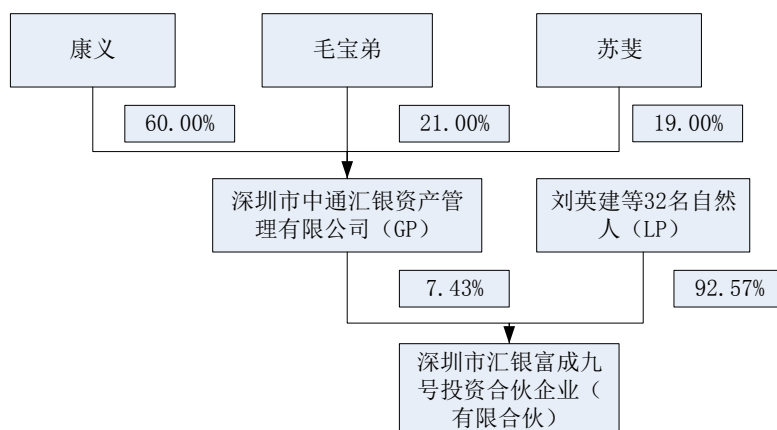 康义
毛宝弟
苏斐
60.00%
21.00%
19.00%
深圳市中通汇银资产管
理有限公司（GP）
刘英建等32名自然
人（LP）
7.43%
92.57%
深圳市汇银富成九
号投资合伙企业（
有限合伙）